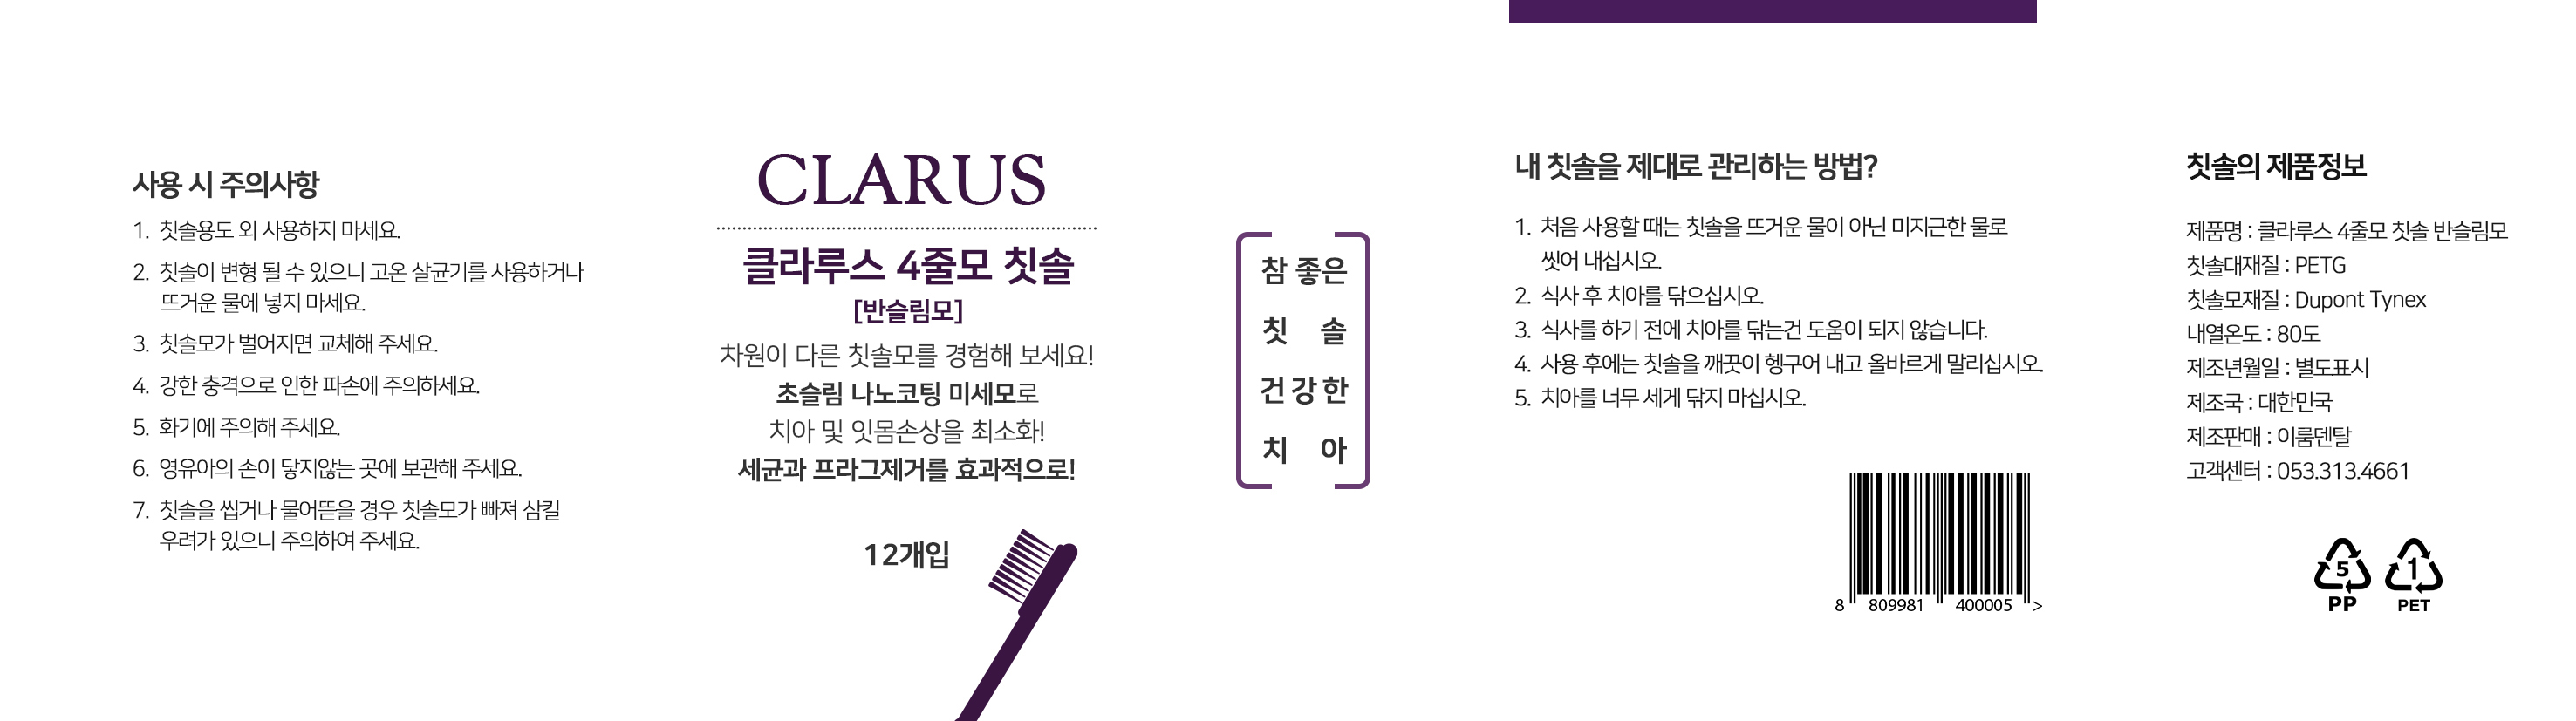 사용 시 주의사항
1. 칫솔용도 외 사용하지 마세요.
2. 칫솔이 변형 될 수 있으니 고온 살균기를 사용하거나
뜨거운 물에 넣지 마세요.
3. 칫솔모가 벌어지면 교체해 주세요.
4. 강한 충격으로 인한 파손에 주의하세요.
5. 화기에 주의해 주세요.
6. 영유아의 손이 닿지않는 곳에 보관해 주세요.
7. 칫솔을 씹거나 물어뜯을 경우 칫솔모가 빠져 삼킬
우려가 있으니 주의하여 주세요.
CLARUS
클라루스 4줄모 칫솔
[반슬림모]
차원이 다른 칫솔모를 경험해 보세요!
초슬림 나노코팅 미세모로
치아 및 잇몸손상을 최소화!
세균과 프라그제거를 효과적으로!
12개입
참 좋은
칫 솔
건강한
치 아
내 칫솔을 제대로 관리하는 방법?
1. 처음 사용할 때는 칫솔을 뜨거운 물이 아닌 미지근한 물로
씻어 내십시오.
2. 식사 후 치아를 닦으십시오.
3. 식사를 하기 전에 치아를 닦는건 도움이 되지 않습니다.
4. 사용 후에는 칫솔을 깨끗이 헹구어 내고 올바르게 말리십시오.
5. 치아를 너무 세게 닦지 마십시오.
8 809981 400005 >
칫솔의 제품정보
제품명 : 클라루스 4줄모 칫솔 반슬림모
칫솔대재질 : PETG
칫솔모재질 : Dupont Tynex
내열온도 : 80도
제조년월일 : 별도표시
제조국 : 대한민국
제조판매 : 이룸덴탈
고객센터 : 053.313.4661
5 1
PP PET